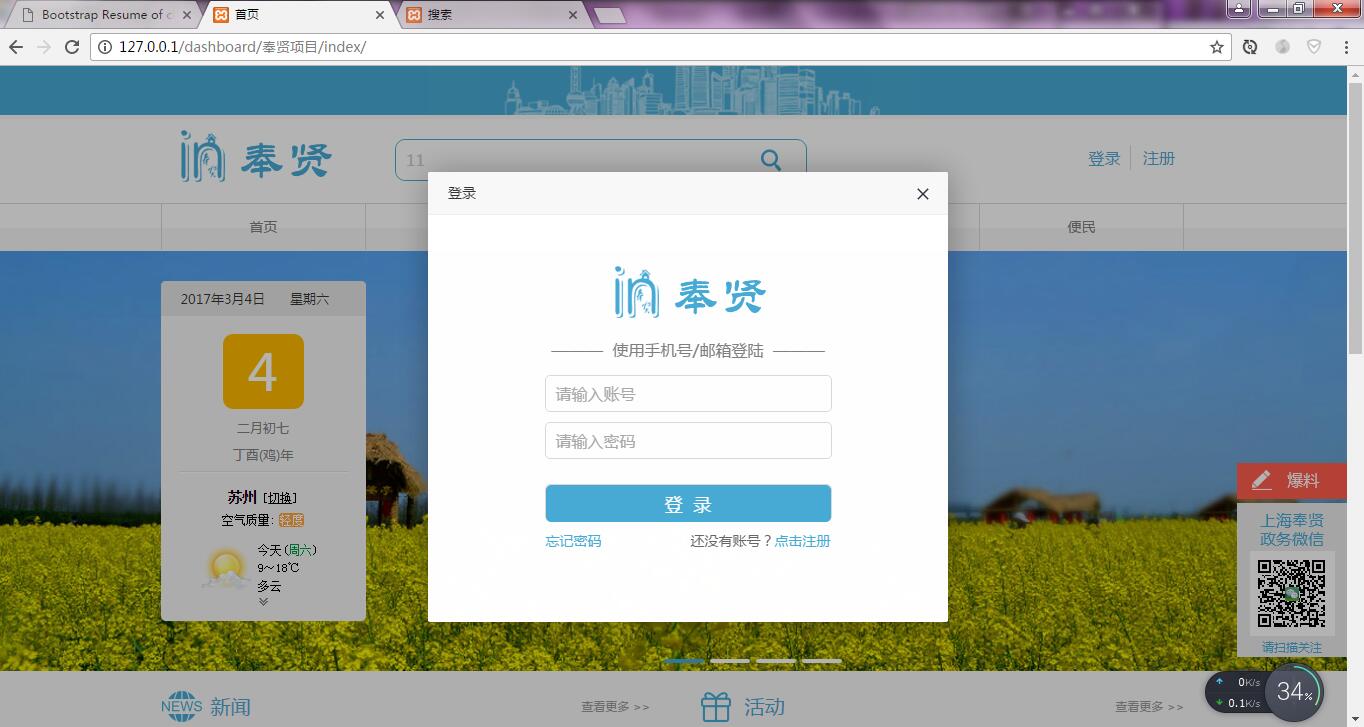 Bootstrap Resume of c
首页
搜索
127.0.0.1/dashboard/奉贤项目/index/
in 奉贤
11
登录
注册
首页
便民
登录
in 奉贤
使用手机号/邮箱登陆
请输入账号
请输入密码
登 录
忘记密码
还没有账号？点击注册
2017年3月4日 星期六
4
二月初七
丁酉(鸡)年
苏州 [切换]
空气质量: 轻度
今天(周六)
9～18℃
多云
爆料
上海奉贤
政务微信
请扫描关注
0K/s
0.1K/s
34%
NEWS 新闻
查看更多 >>
活动
查看更多 >>